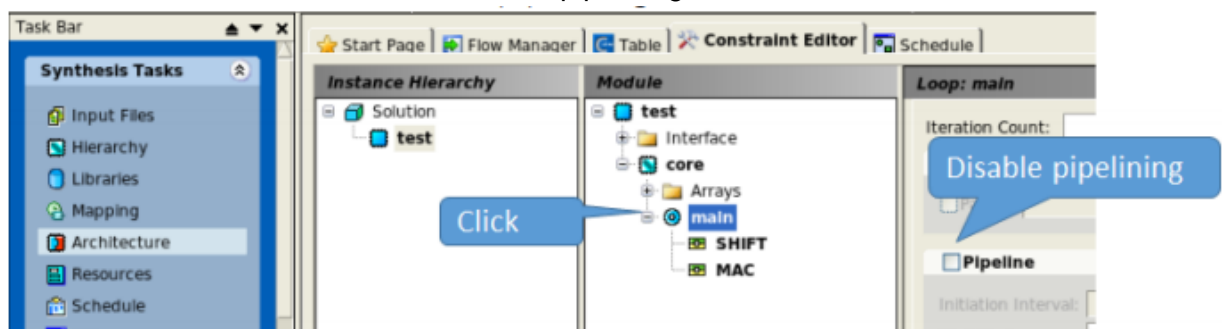 Task Bar
Start Page
Flow Manager
Table
Constraint Editor
Schedule
Synthesis Tasks
Input Files
Hierarchy
Libraries
Mapping
Architecture
Resources
Schedule
Instance Hierarchy
Solution
test
Module
test
Interface
core
Arrays
main
SHIFT
MAC
Click
Loop: main
Iteration Count:
Disable pipelining
Pipeline
Initiation Interval: